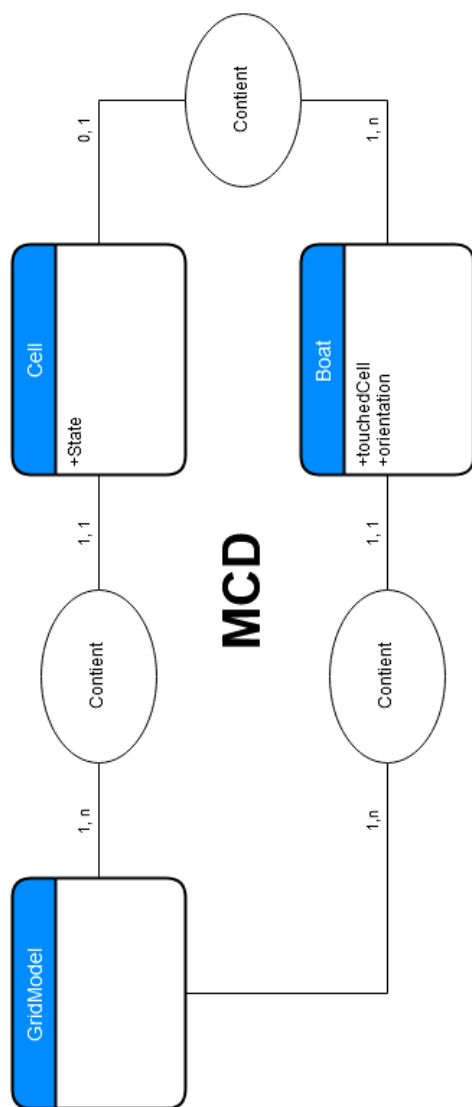 GridModel
1, n
Contient
1, 1
Cell
+State
0, 1
Contient
MCD
1,n
Contient
1, 1
Boat
+touchedCell
+orientation
1, n